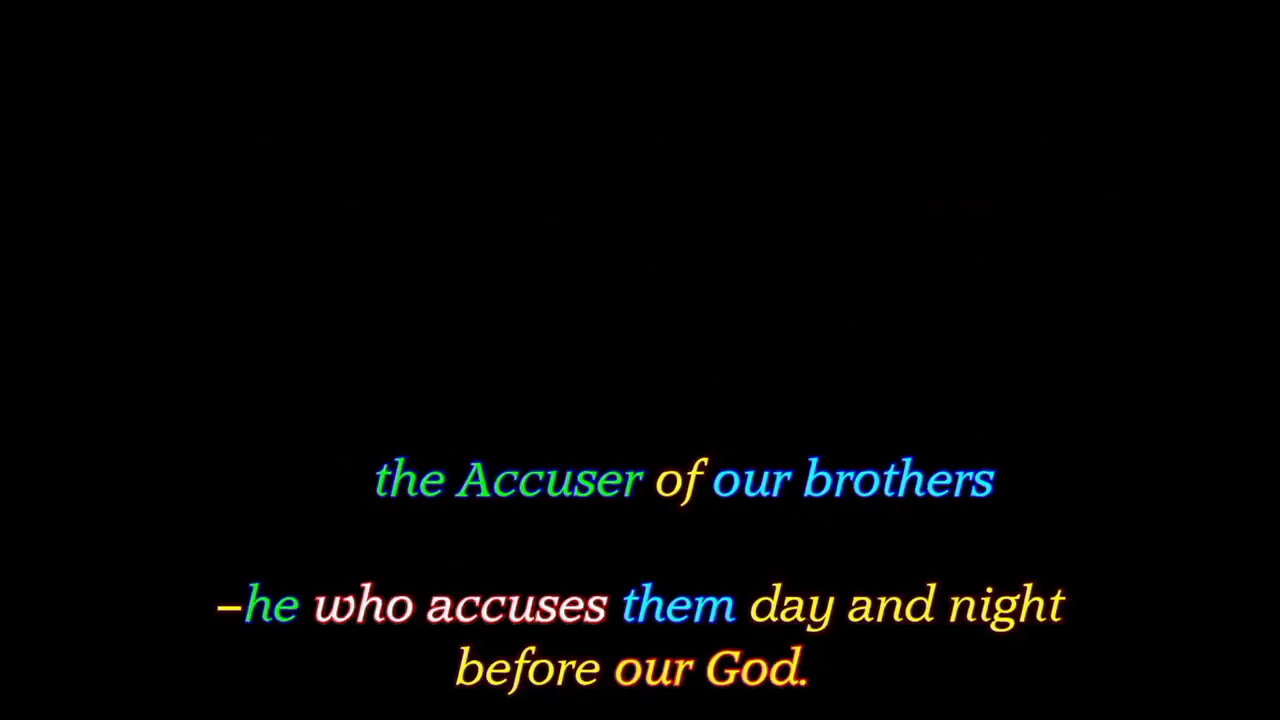 the Accuser of our brothers
–he who accuses them day and night
before our God.